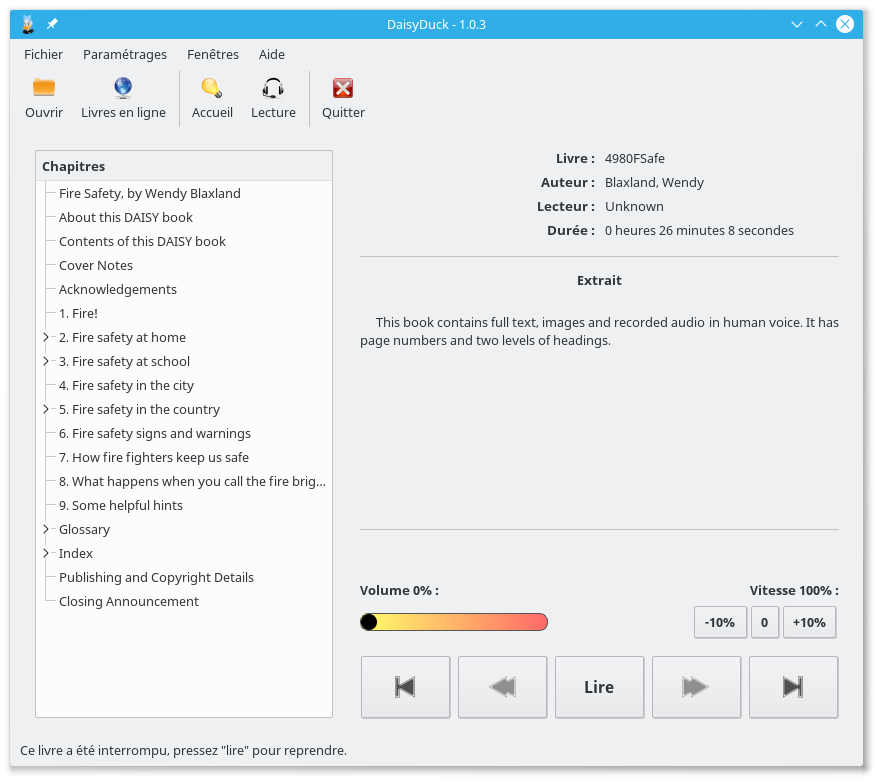 DaisyDuck - 1.0.3
Fichier Paramétrages Fenêtres Aide
Ouvrir Livres en ligne Accueil Lecture Quitter
Chapitres
Fire Safety, by Wendy Blaxland
About this DAISY book
Contents of this DAISY book
Cover Notes
Acknowledgements
1. Fire!
2. Fire safety at home
3. Fire safety at school
4. Fire safety in the city
5. Fire safety in the country
6. Fire safety signs and warnings
7. How fire fighters keep us safe
8. What happens when you call the fire brig...
9. Some helpful hints
Glossary
Index
Publishing and Copyright Details
Closing Announcement
Livre : 4980FSafe
Auteur : Blaxland, Wendy
Lecteur : Unknown
Durée : 0 heures 26 minutes 8 secondes
Extrait
This book contains full text, images and recorded audio in human voice. It has
page numbers and two levels of headings.
Volume 0% : Vitesse 100% :
-10% 0 +10%
Lire
Ce livre a été interrompu, pressez "lire" pour reprendre.